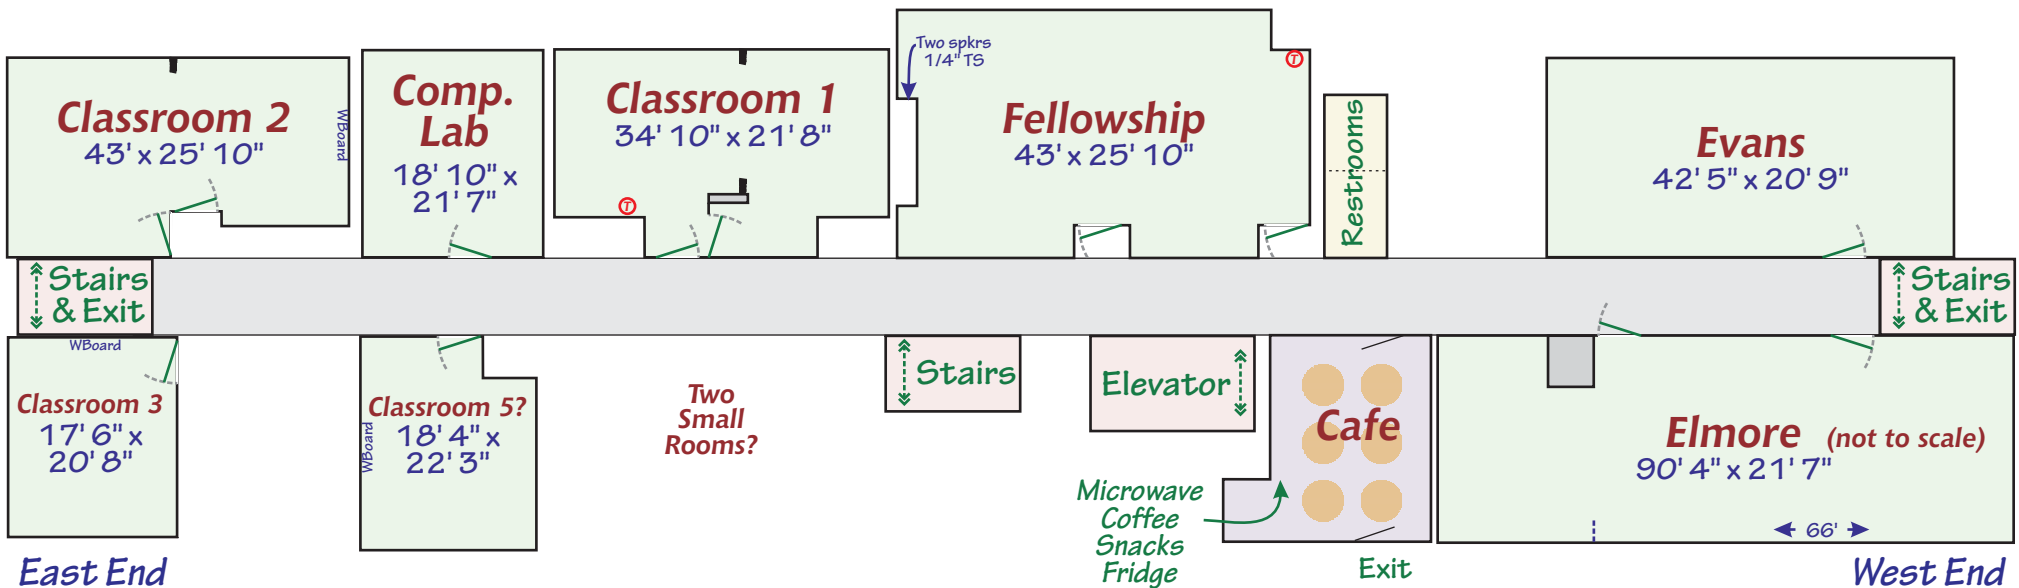 Classroom 2
43' x 25' 10"
WBoard
Comp.
Lab
18' 10" x
21' 7"
Classroom 1
34' 10" x 21' 8"
T
Two spkrs
1/4" TS
Fellowship
43' x 25' 10"
T
Restrooms
Evans
42' 5" x 20' 9"
Stairs
& Exit
Stairs
& Exit
WBoard
Classroom 3
17' 6" x
20' 8"
Classroom 5?
18' 4" x
22' 3"
WBoard
Two
Small
Rooms?
Stairs
Elevator
Cafe
Microwave
Coffee
Snacks
Fridge
Exit
Elmore (not to scale)
90' 4" x 21' 7"
66'
East End
West End